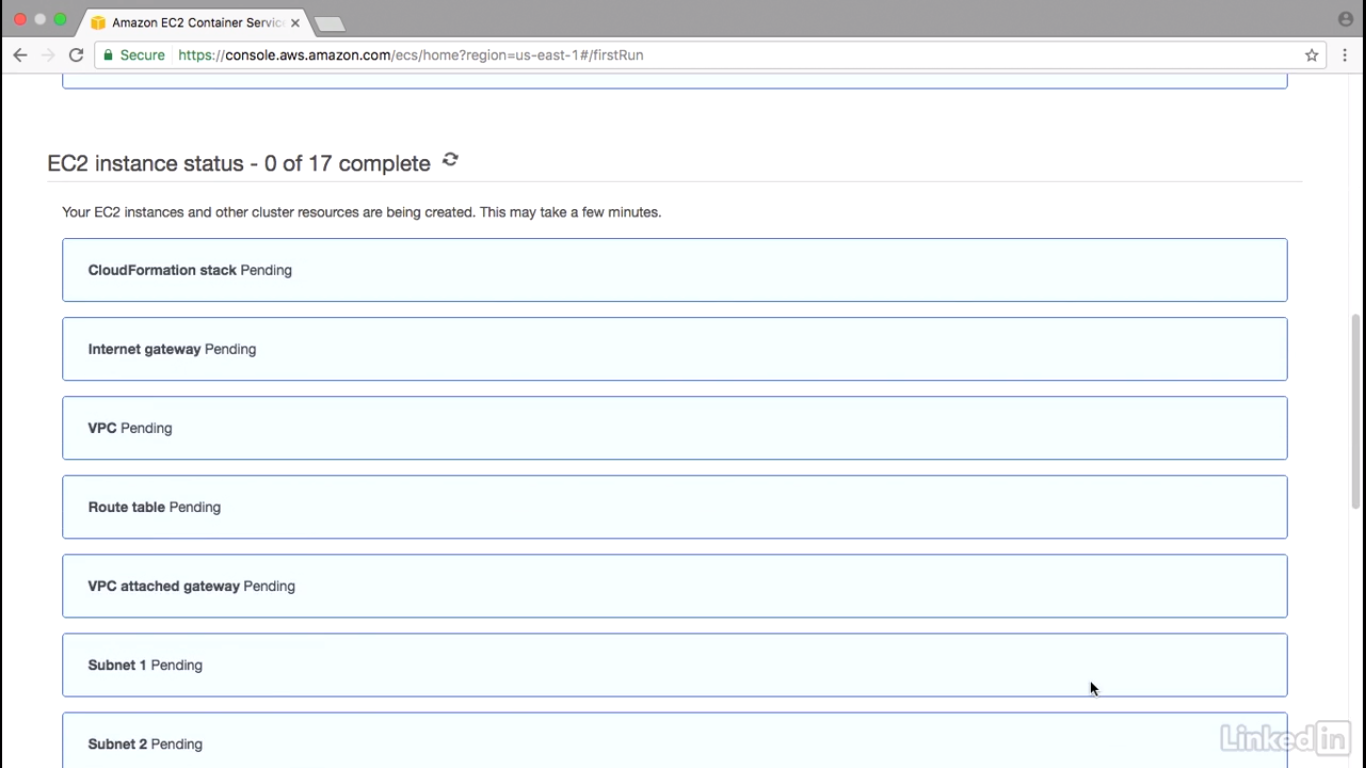 Amazon EC2 Container Servic
Secure https://console.aws.amazon.com/ecs/home?region=us-east-1#/firstRun
EC2 instance status - 0 of 17 complete
Your EC2 instances and other cluster resources are being created. This may take a few minutes.
CloudFormation stack Pending
Internet gateway Pending
VPC Pending
Route table Pending
VPC attached gateway Pending
Subnet 1 Pending
Subnet 2 Pending
Linked in